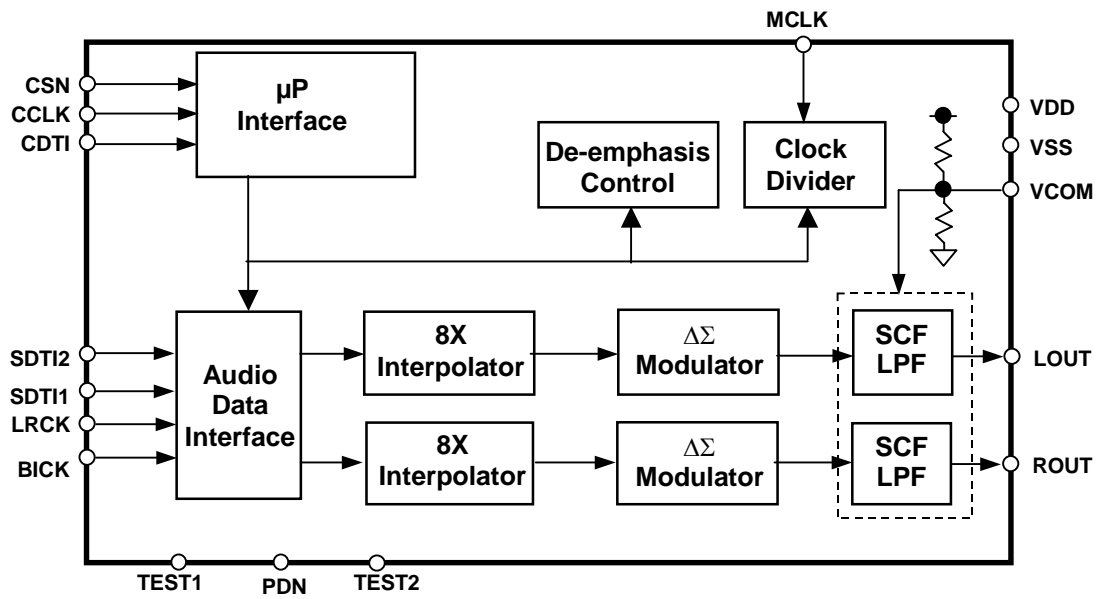 MCLK
CSN
CCLK
CDTI
µP
Interface
De-emphasis
Control
Clock
Divider
VDD
VSS
VCOM
SDTI2
SDTI1
LRCK
BICK
Audio
Data
Interface
8X
Interpolator
ΔΣ
Modulator
SCF
LPF
LOUT
8X
Interpolator
ΔΣ
Modulator
SCF
LPF
ROUT
TEST1
PDN
TEST2